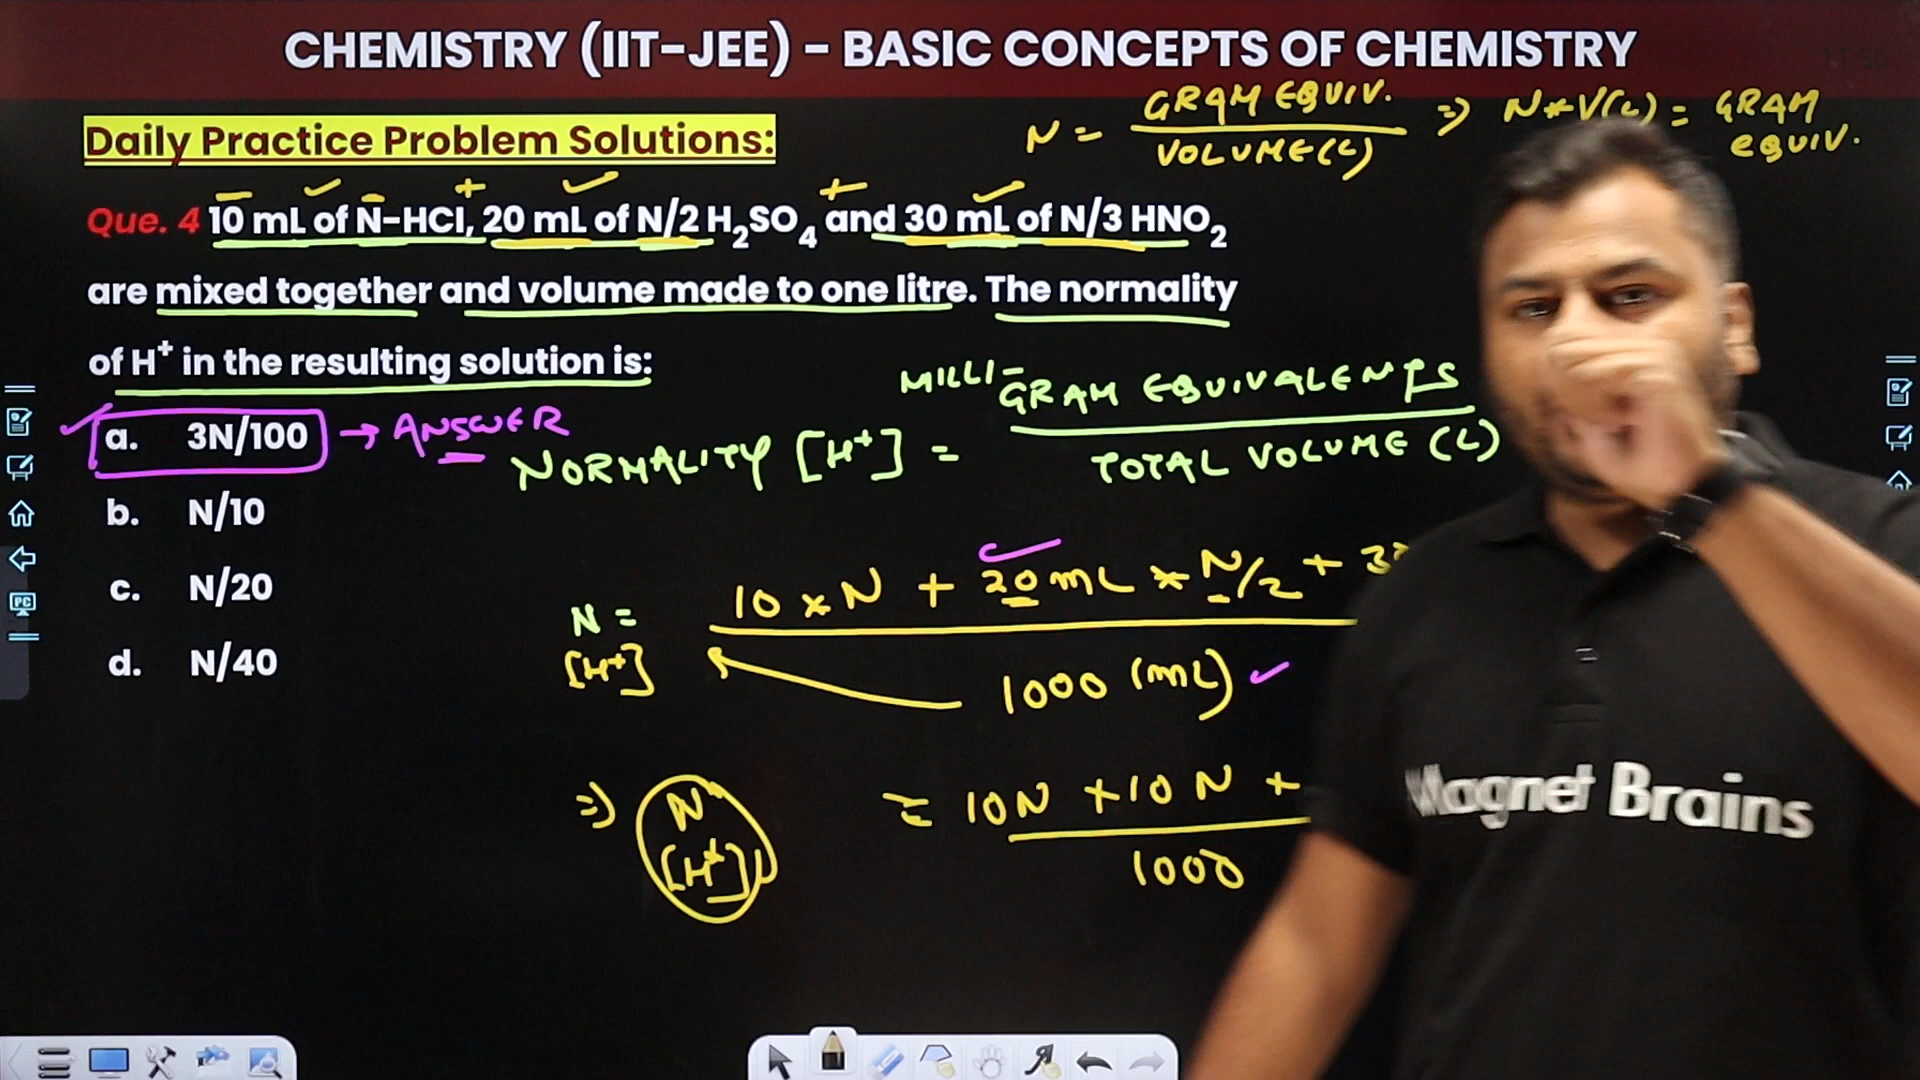 CHEMISTRY (IIT-JEE) - BASIC CONCEPTS OF CHEMISTRY
Daily Practice Problem Solutions:
N = GRAM EQUIV. / VOLUME(L) ⇒ N*V(L) = GRAM EQUIV.
Que. 4 10 mL of N-HCl, 20 mL of N/2 H₂SO₄ and 30 mL of N/3 HNO₂
are mixed together and volume made to one litre. The normality
of H⁺ in the resulting solution is:
a. 3N/100 → ANSWER
NORMALITY [H⁺] = MILLI-GRAM EQUIVALENTS / TOTAL VOLUME (L)
b. N/10
c. N/20
d. N/40
N [H⁺] = 10 * N + 20 mL * N/2 + / 1000 (mL)
⇒ N [H⁺] = 10N + 10N + / 1000
Magnet Brains